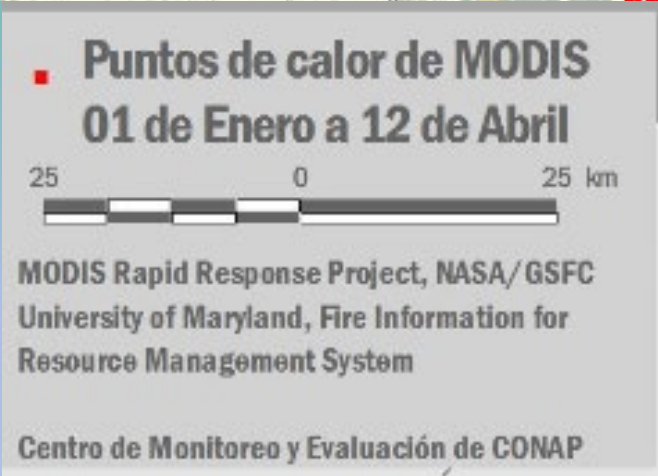 Puntos de calor de MODIS
01 de Enero a 12 de Abril
25 0 25 km
MODIS Rapid Response Project, NASA/GSFC
University of Maryland, Fire Information for
Resource Management System
Centro de Monitoreo y Evaluación de CONAP